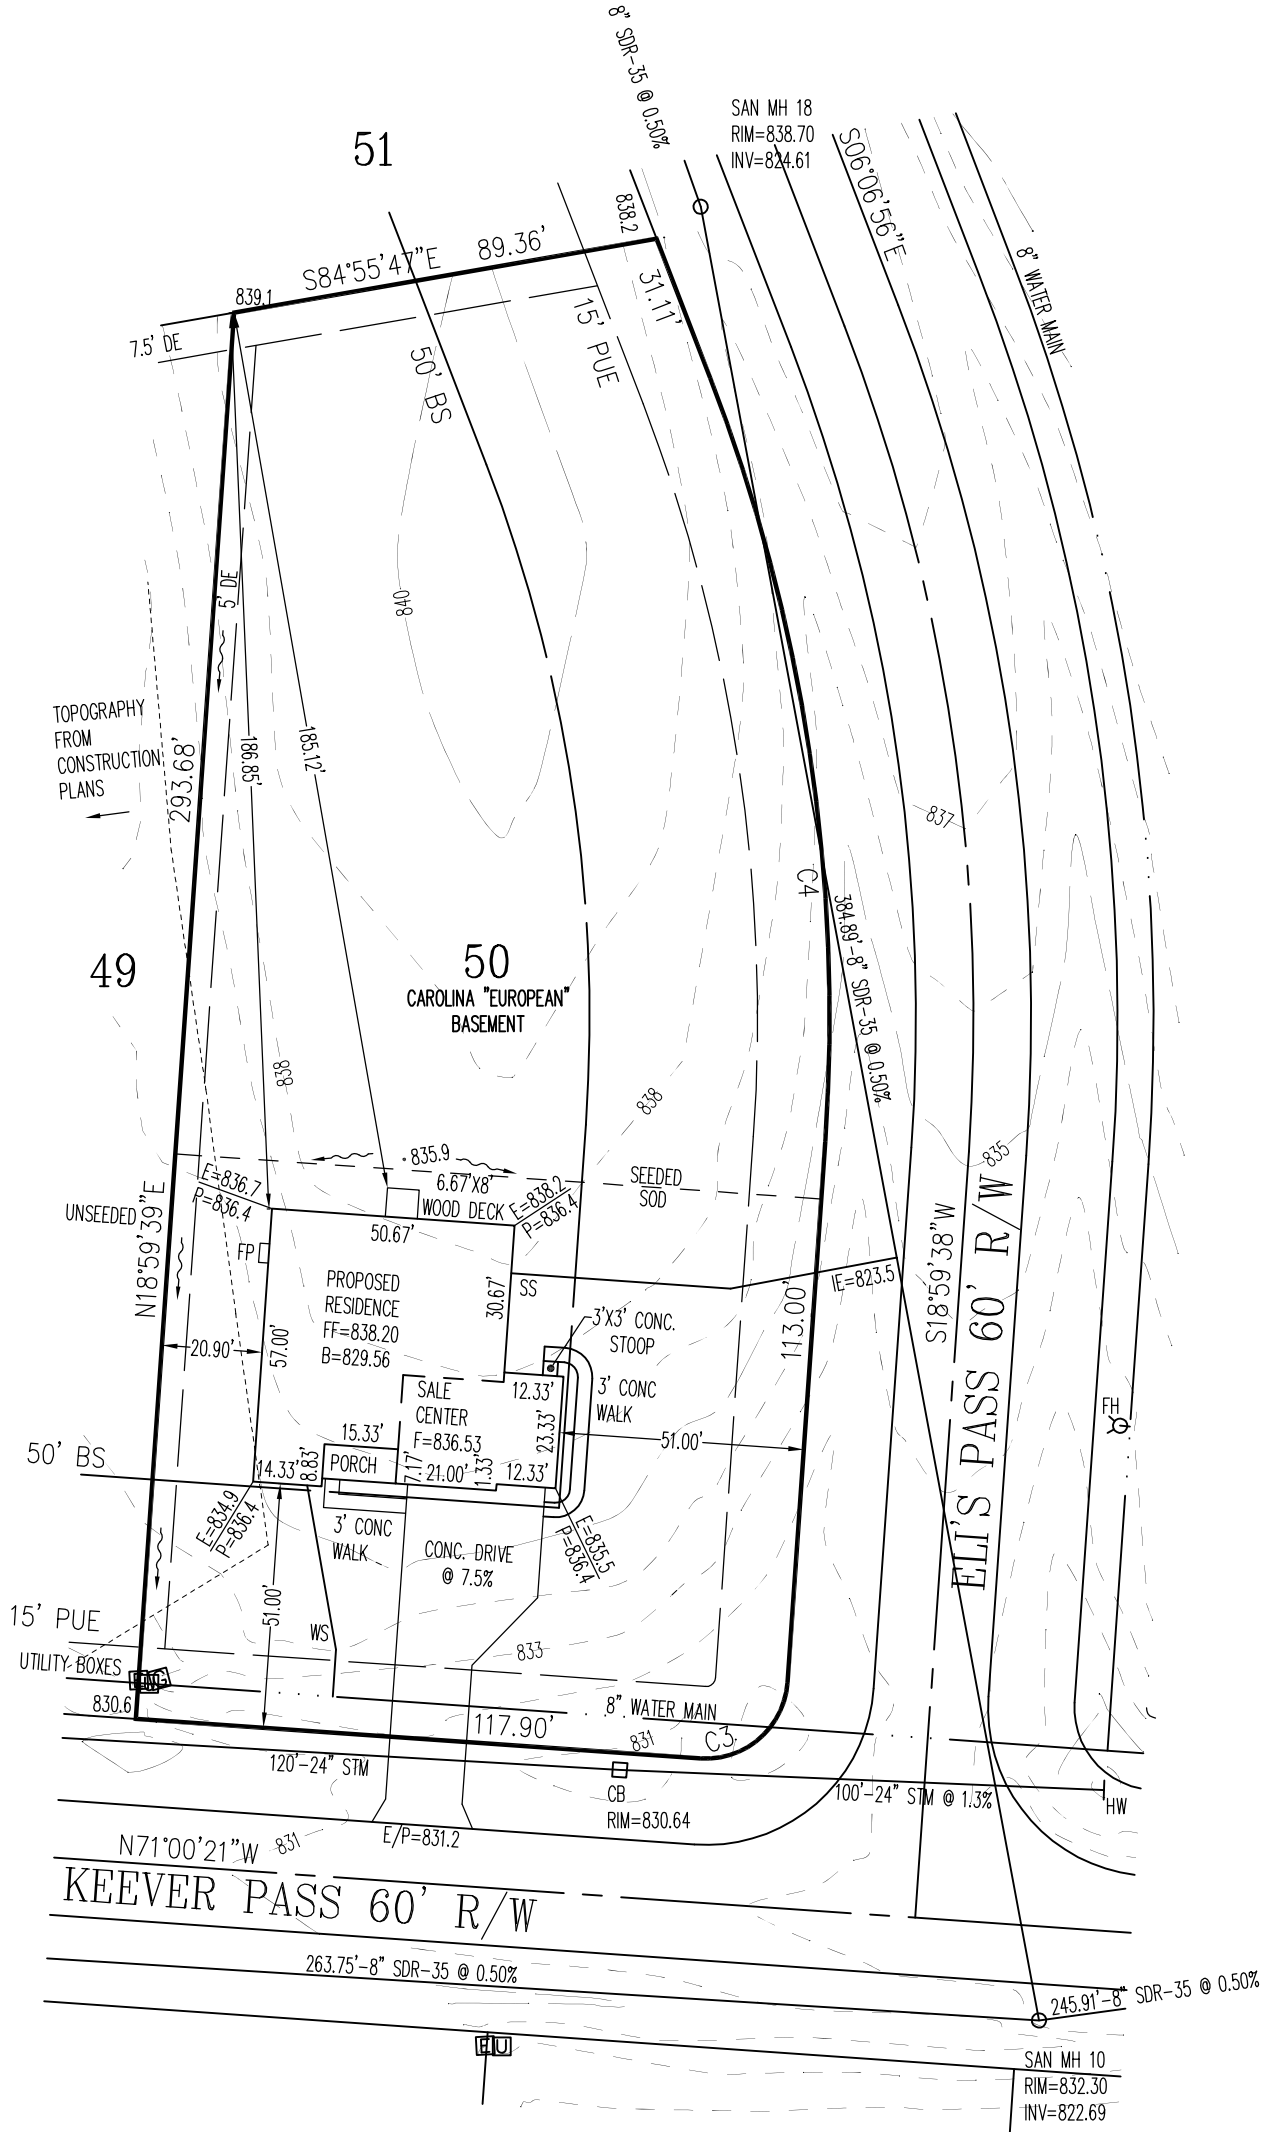 8" SDR-35 @ 0.50%
SAN MH 18
RIM=838.70
INV=824.61
51
838.2
S06°06'56"E
8" WATER MAIN
S84°55'47"E
89.36'
839.1
31.11'
7.5' DE
15' PUE
50' BS
5' DE
840
TOPOGRAPHY
FROM
CONSTRUCTION
PLANS
293.68'
186.85'
185.12'
837
C4
384.89'-8" SDR-35 @ 0.50%
49
50
CAROLINA "EUROPEAN"
BASEMENT
838
838
835
835.9
SEEDED
SOD
E=836.7
P=836.4
6.67'X8'
WOOD DECK
E=838.2
P=836.4
UNSEEDED
N18°59'39"E
FP
50.67'
PROPOSED
RESIDENCE
FF=838.20
B=829.56
30.67'
SS
IE=823.5
S18°59'38"W
ELI'S PASS 60' R/W
113.00'
20.90'
57.00'
3'X3' CONC.
STOOP
SALE
CENTER
F=836.53
12.33'
3' CONC
WALK
23.33'
51.00'
FH
50' BS
15.33'
PORCH
14.33'
8.83'
7.17'
21.00'
1.33'
12.33'
E=834.9
P=836.4
3' CONC
WALK
CONC. DRIVE
@ 7.5%
E=835.5
P=836.4
51.00'
15' PUE
WS
833
UTILITY BOXES
830.6
8" WATER MAIN
117.90'
831
C3
120'-24" STM
CB
RIM=830.64
100'-24" STM @ 1.3%
HW
E/P=831.2
N71°00'21"W
831
KEEVER PASS 60' R/W
263.75'-8" SDR-35 @ 0.50%
245.91'-8" SDR-35 @ 0.50%
E U
SAN MH 10
RIM=832.30
INV=822.69